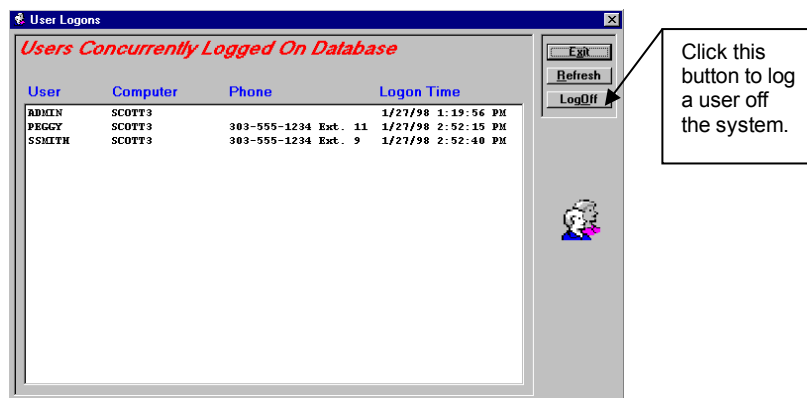 User Logons
Users Concurrently Logged On Database
User Computer Phone Logon Time
ADMIN SCOTT3 1/27/98 1:19:56 PM
PEGGY SCOTT3 303-555-1234 Ext. 11 1/27/98 2:52:15 PM
SSMITH SCOTT3 303-555-1234 Ext. 9 1/27/98 2:52:40 PM
Exit
Refresh
LogOff
Click this
button to log
a user off
the system.